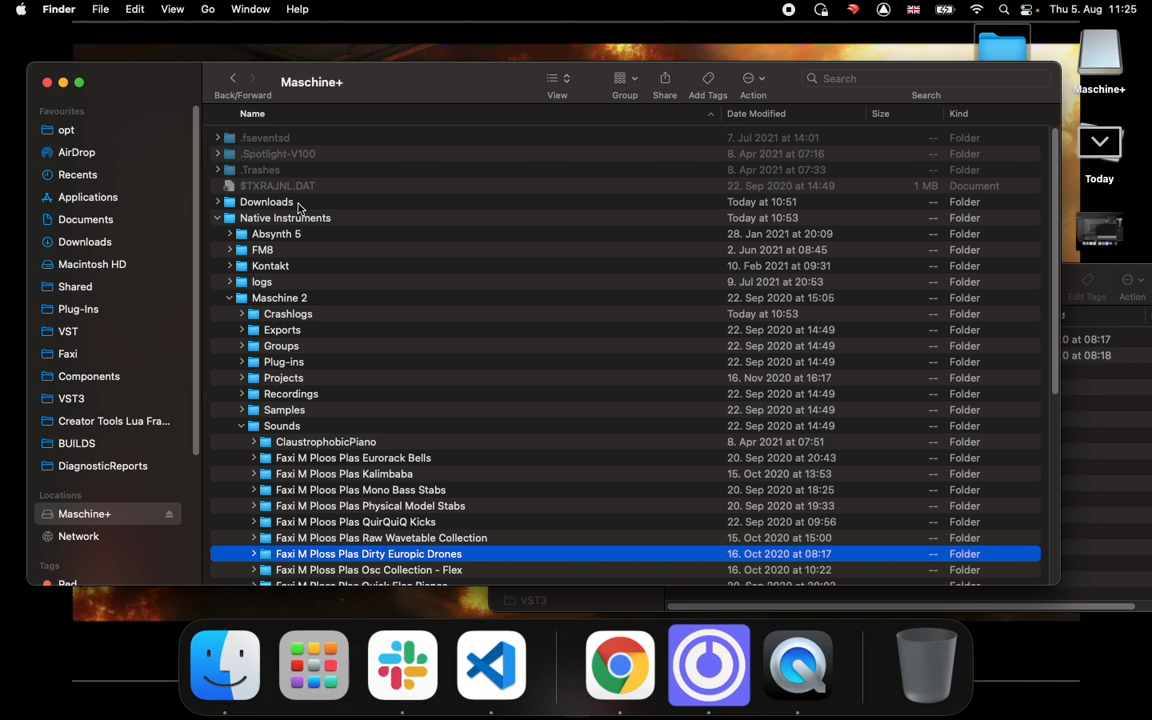 Finder File Edit View Go Window Help Thu 5. Aug 11:25
Maschine+
Back/Forward View Group Share Add Tags Action Search
Search
Favourites
opt
AirDrop
Recents
Applications
Documents
Downloads
Macintosh HD
Shared
Plug-Ins
VST
Faxi
Components
VST3
Creator Tools Lua Fra...
BUILDS
DiagnosticReports
Locations
Maschine+
Network
Tags
Red
Name Date Modified Size Kind
.fseventsd 7. Jul 2021 at 14:01 -- Folder
.Spotlight-V100 8. Apr 2021 at 07:16 -- Folder
.Trashes 8. Apr 2021 at 07:33 -- Folder
$TXRAJNL.DAT 22. Sep 2020 at 14:49 1 MB Document
Downloads Today at 10:51 -- Folder
Native Instruments Today at 10:53 -- Folder
Absynth 5 28. Jan 2021 at 20:09 -- Folder
FM8 2. Jun 2021 at 08:45 -- Folder
Kontakt 10. Feb 2021 at 09:31 -- Folder
logs 9. Jul 2021 at 20:53 -- Folder
Maschine 2 22. Sep 2020 at 15:05 -- Folder
Crashlogs Today at 10:53 -- Folder
Exports 22. Sep 2020 at 14:49 -- Folder
Groups 22. Sep 2020 at 14:49 -- Folder
Plug-ins 22. Sep 2020 at 14:49 -- Folder
Projects 16. Nov 2020 at 16:17 -- Folder
Recordings 22. Sep 2020 at 14:49 -- Folder
Samples 22. Sep 2020 at 14:49 -- Folder
Sounds 22. Sep 2020 at 14:49 -- Folder
ClaustrophobicPiano 8. Apr 2021 at 07:51 -- Folder
Faxi M Ploos Plas Eurorack Bells 20. Sep 2020 at 20:43 -- Folder
Faxi M Ploos Plas Kalimbaba 15. Oct 2020 at 13:53 -- Folder
Faxi M Ploos Plas Mono Bass Stabs 20. Sep 2020 at 18:25 -- Folder
Faxi M Ploos Plas Physical Model Stabs 20. Sep 2020 at 19:33 -- Folder
Faxi M Ploos Plas QuirQuiQ Kicks 22. Sep 2020 at 09:56 -- Folder
Faxi M Ploos Plas Raw Wavetable Collection 15. Oct 2020 at 15:00 -- Folder
Faxi M Ploss Plas Dirty Europic Drones 16. Oct 2020 at 08:17 -- Folder
Faxi M Ploss Plas Osc Collection - Flex 16. Oct 2020 at 10:22 -- Folder
Maschine+
Today
Edit Tags Action
0 at 08:17
0 at 08:18
VST3